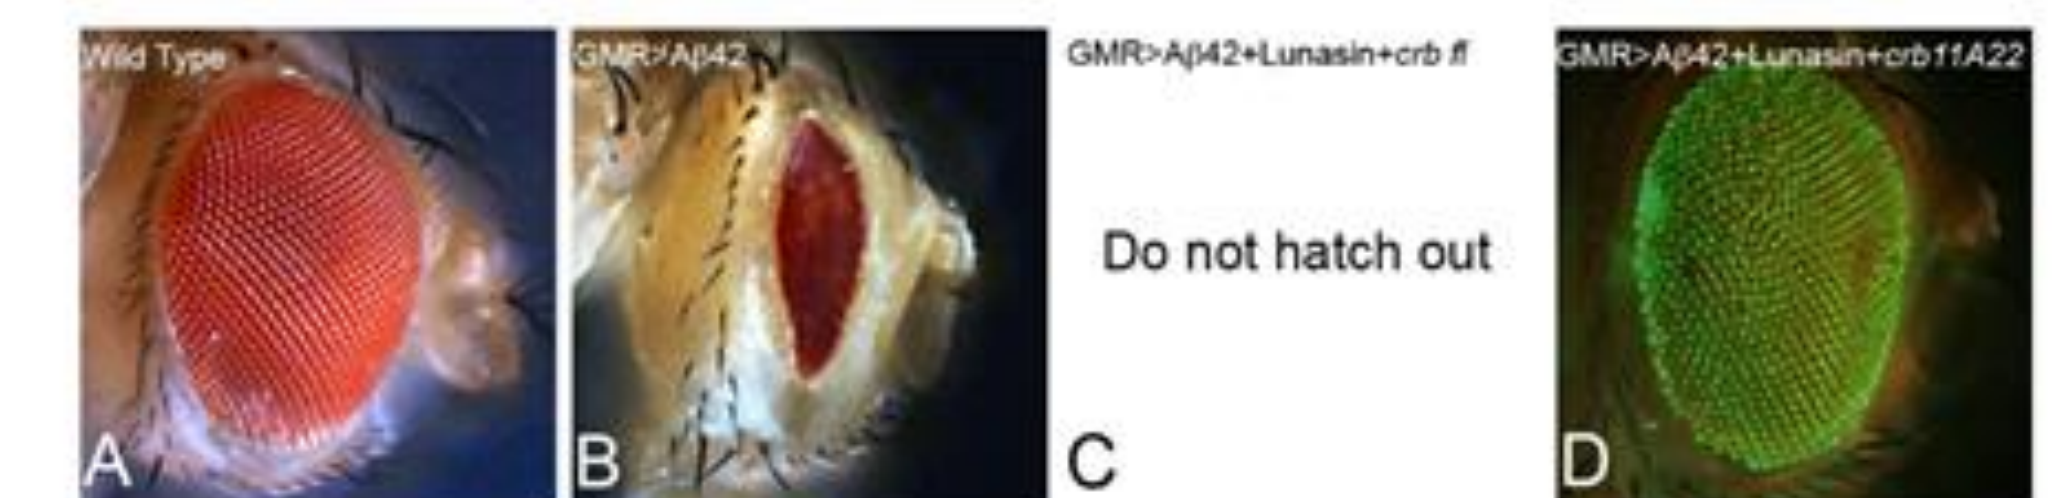 Wild Type
GMR>Aβ42
GMR>Aβ42+Lunasin+crb fl
GMR>Aβ42+Lunasin+crb11A22
Do not hatch out
A
B
C
D